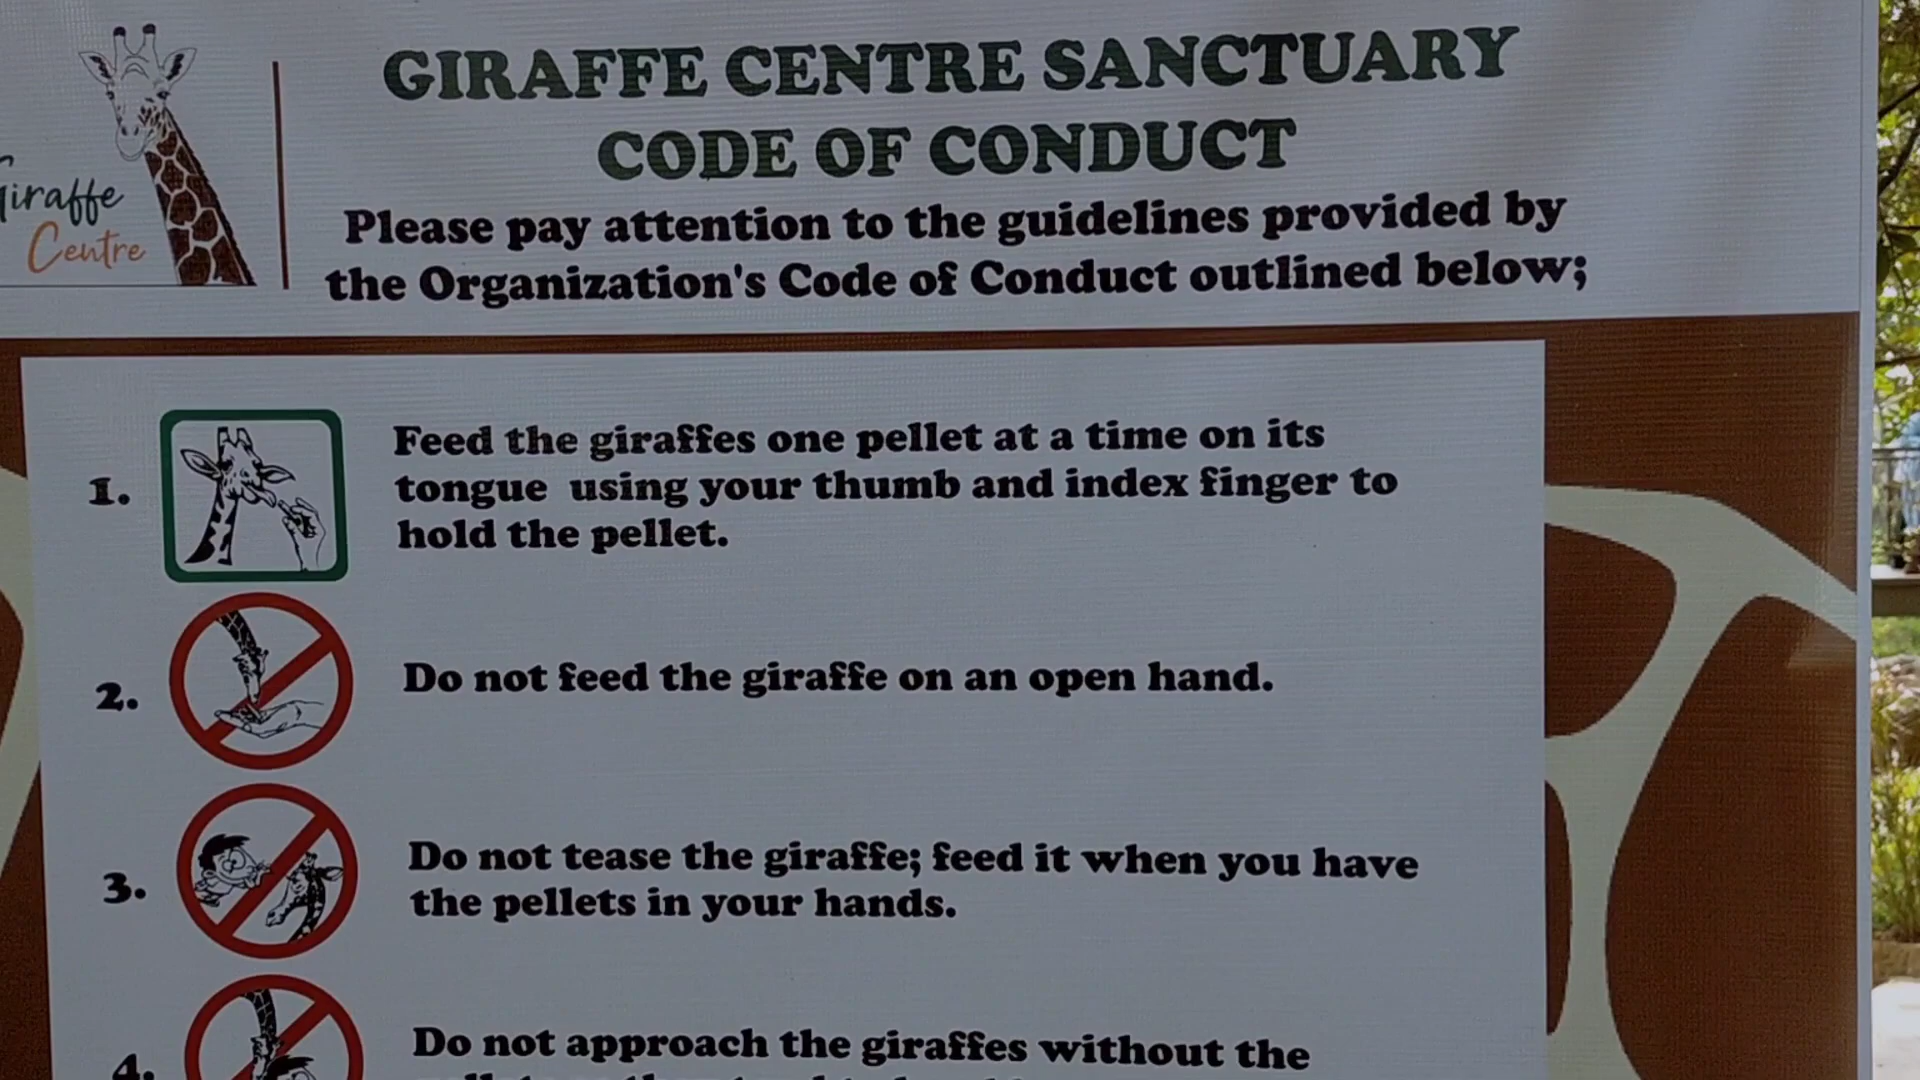 Giraffe
Centre
GIRAFFE CENTRE SANCTUARY
CODE OF CONDUCT
Please pay attention to the guidelines provided by
the Organization's Code of Conduct outlined below;
1.
Feed the giraffes one pellet at a time on its
tongue using your thumb and index finger to
hold the pellet.
2.
Do not feed the giraffe on an open hand.
3.
Do not tease the giraffe; feed it when you have
the pellets in your hands.
4.
Do not approach the giraffes without the